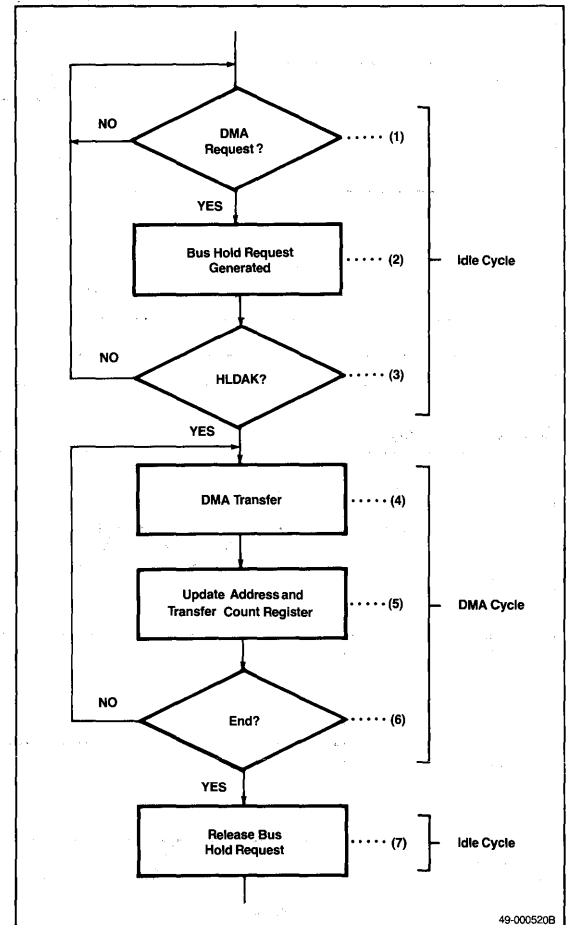 NO
DMA
Request?
····· (1)
YES
Bus Hold Request
Generated
····· (2)
Idle Cycle
NO
HLDAK?
····· (3)
YES
DMA Transfer
····· (4)
Update Address and
Transfer Count Register
·····(5)
DMA Cycle
NO
End?
····· (6)
YES
Release Bus
Hold Request
····· (7)
Idle Cycle
49-000520B